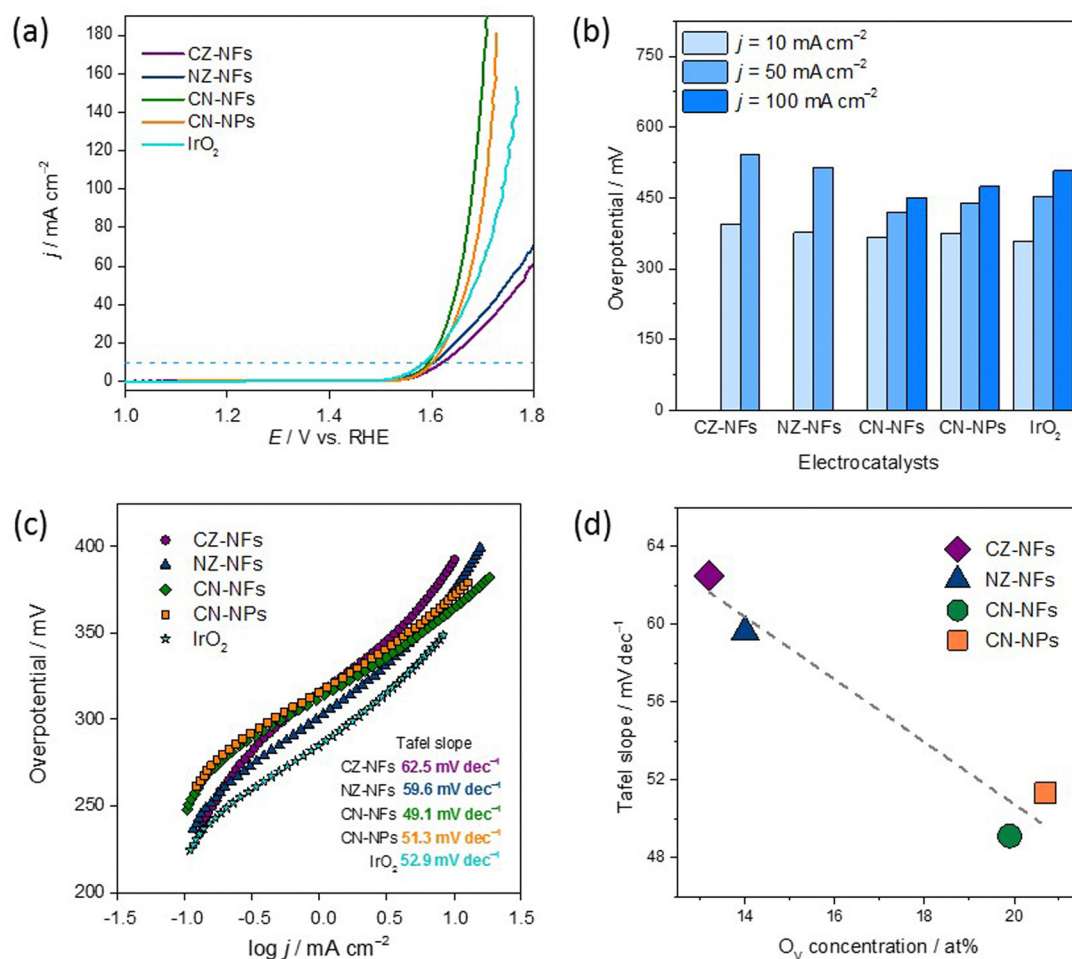 (a)
180
160
140
120
100
80
60
40
20
10
0
j / mA cm⁻²
CZ-NFs
NZ-NFs
CN-NFs
CN-NPs
IrO₂
1.0
1.2
1.4
1.6
1.8
E / V vs. RHE
(b)
j = 10 mA cm⁻²
j = 50 mA cm⁻²
j = 100 mA cm⁻²
750
600
450
300
150
0
Overpotential / mV
CZ-NFs
NZ-NFs
CN-NFs
CN-NPs
IrO₂
Electrocatalysts
(c)
400
350
300
250
200
Overpotential / mV
CZ-NFs
NZ-NFs
CN-NFs
CN-NPs
IrO₂
Tafel slope
CZ-NFs 62.5 mV dec⁻¹
NZ-NFs 59.6 mV dec⁻¹
CN-NFs 49.1 mV dec⁻¹
CN-NPs 51.3 mV dec⁻¹
IrO₂ 52.9 mV dec⁻¹
-1.5
-1.0
-0.5
0.0
0.5
1.0
1.5
log j / mA cm⁻²
(d)
64
60
56
52
48
Tafel slope / mV dec⁻¹
CZ-NFs
NZ-NFs
CN-NFs
CN-NPs
14
16
18
20
Oᵥ concentration / at%